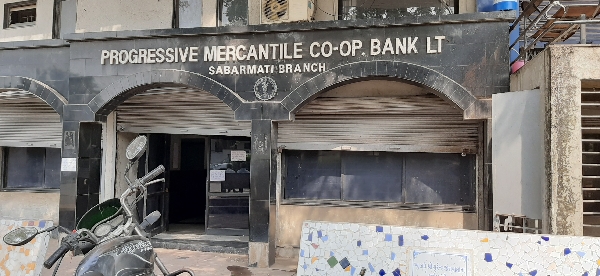 PROGRESSIVE MERCANTILE CO-OP. BANK LT
SABARMATI BRANCH